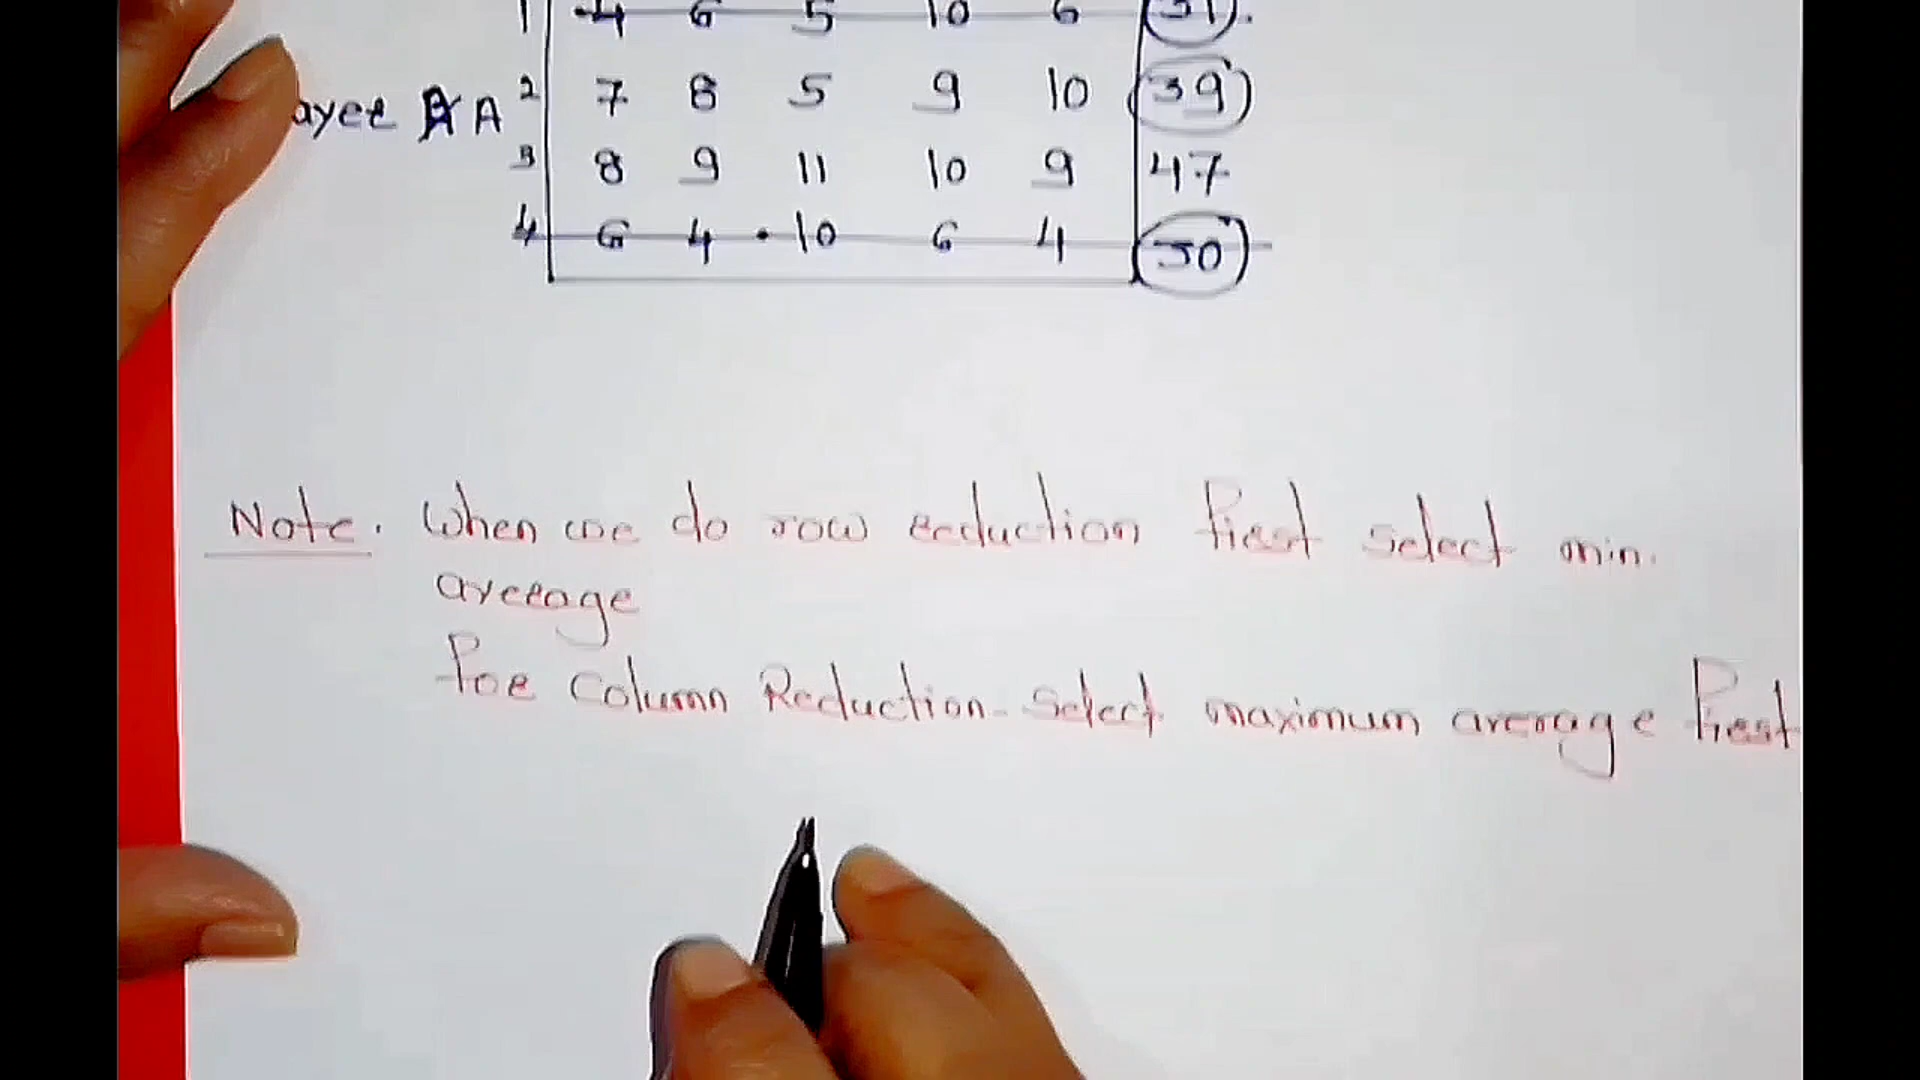 1 4 6 5 10 6 31.
ayer A 2 7 8 5 9 10 39
3 8 9 11 10 9 47
4 6 4 10 6 4 30
Note. When we do row reduction first select min.
average
for Column Reduction - Select maximum average first